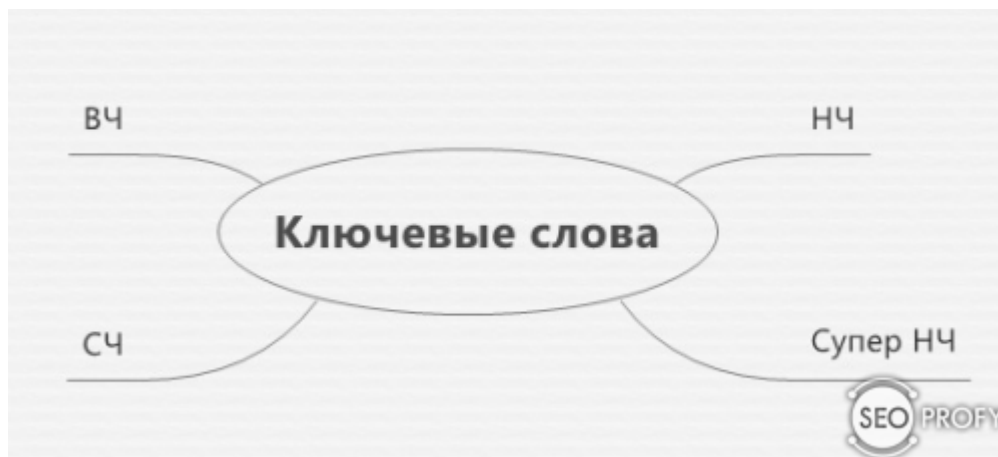 ВЧ
НЧ
Ключевые слова
СЧ
Супер НЧ
SEO PROFY